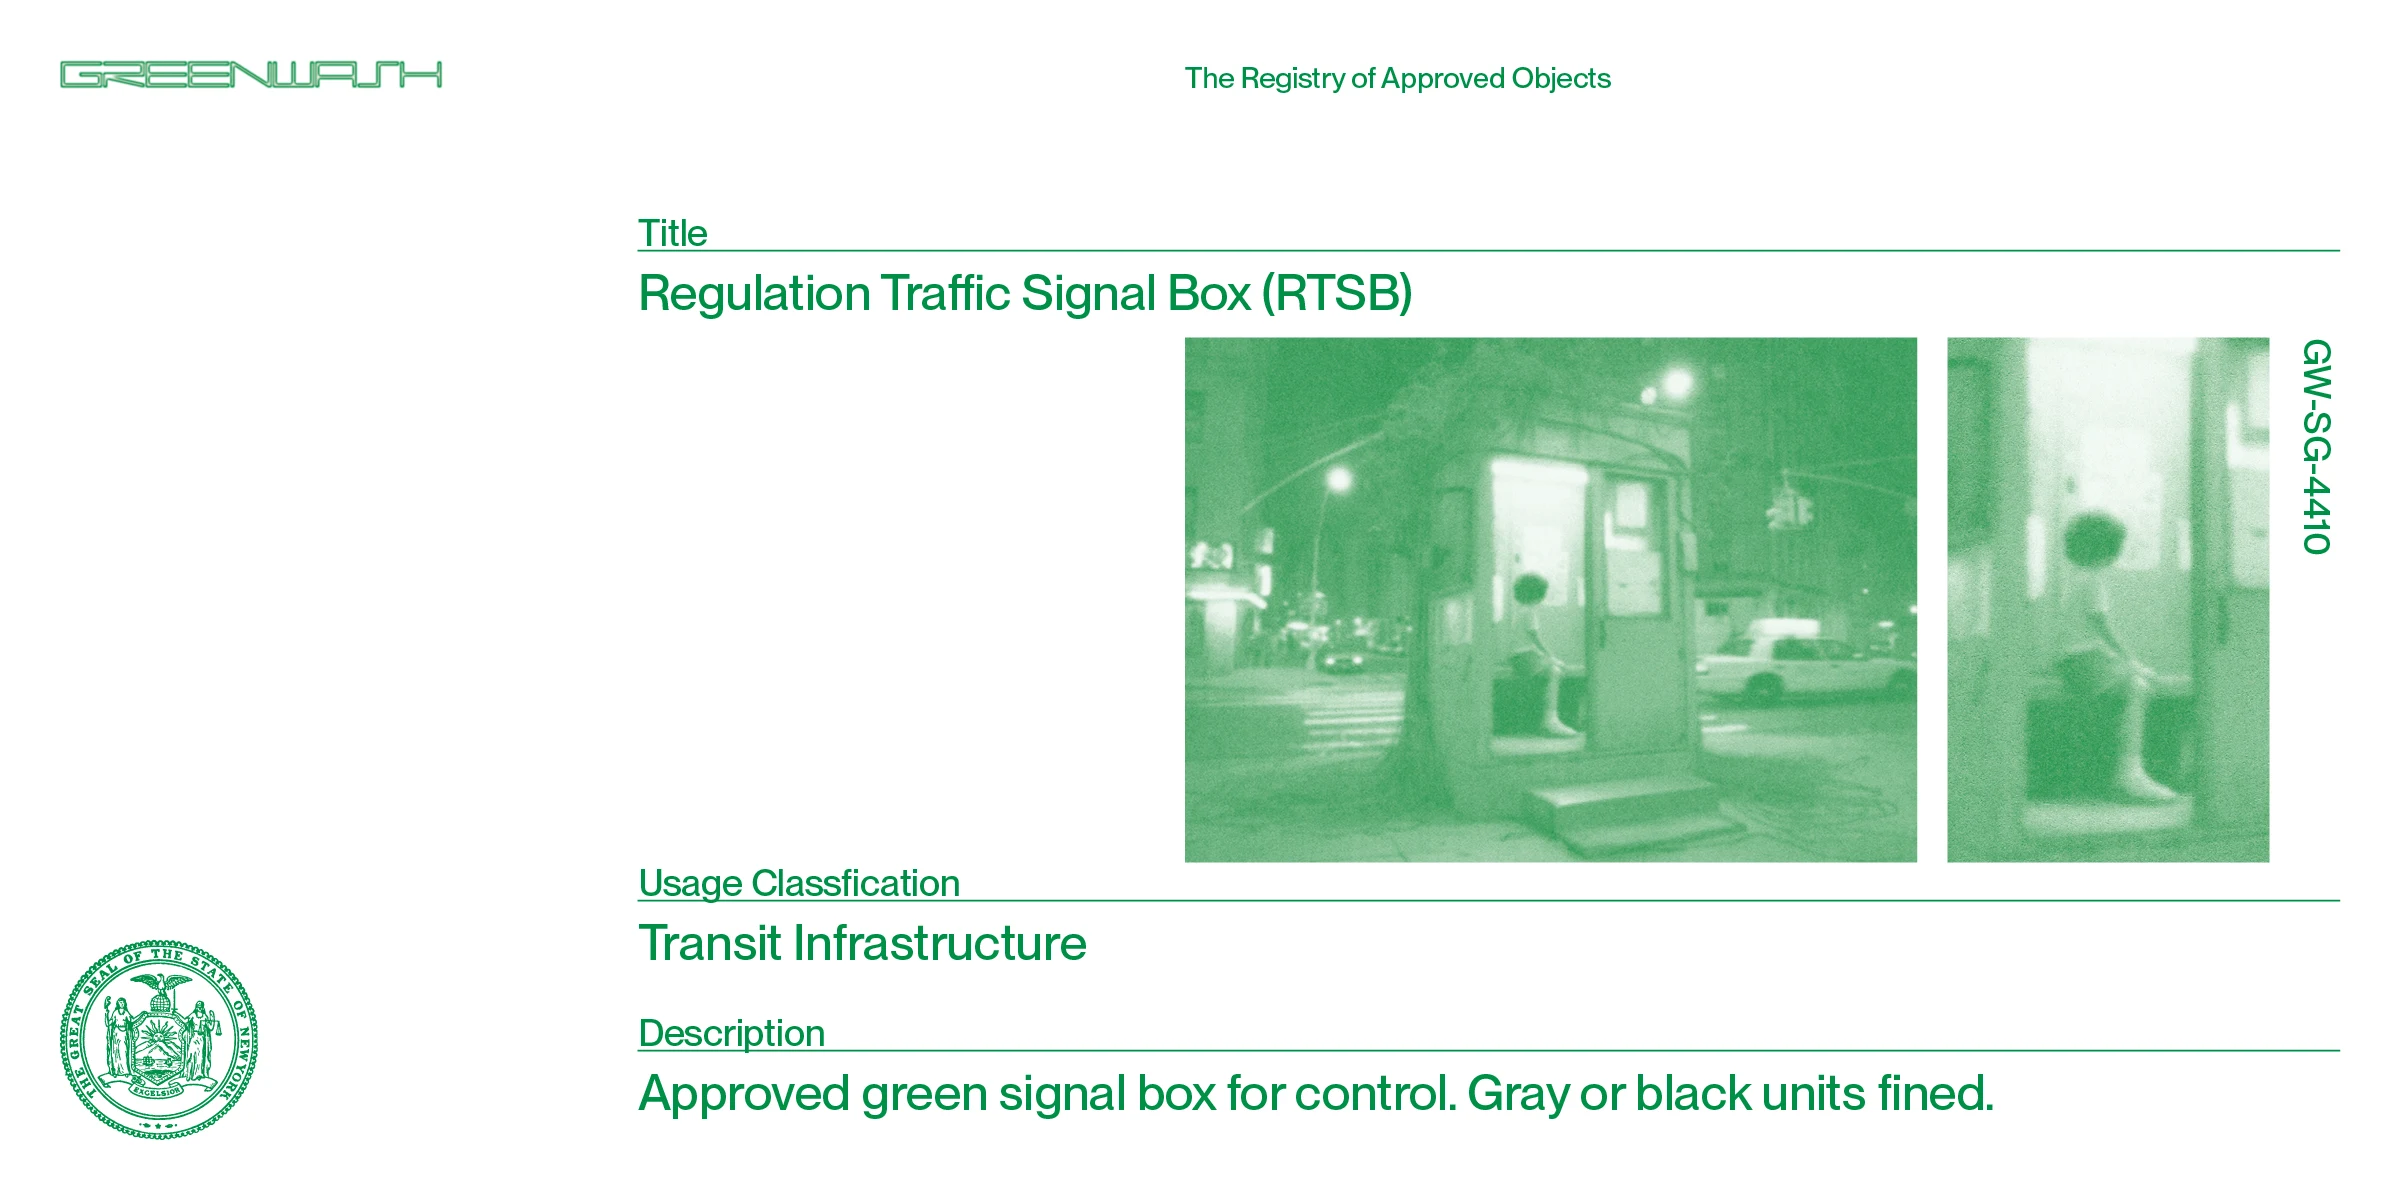 GREENWASH
The Registry of Approved Objects
Title
Regulation Traffic Signal Box (RTSB)
GW-SG-4410
Usage Classfication
Transit Infrastructure
Description
Approved green signal box for control. Gray or black units fined.
THE GREAT SEAL OF THE STATE OF NEW YORK
EXCELSIOR